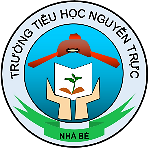 TRƯỜNG TIỂU HỌC NGUYỄN TRỰC
NHÀ BÈ